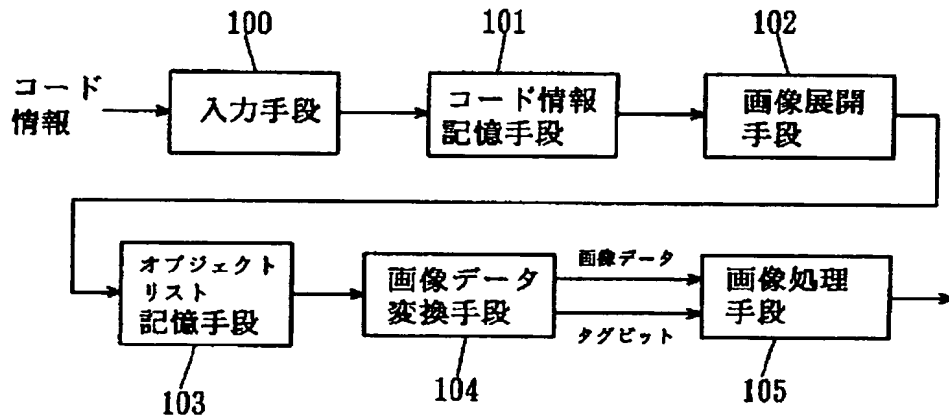 100
101
102
コード
情報
入力手段
コード情報
記憶手段
画像展開
手段
オブジェクト
リスト
記憶手段
画像データ
変換手段
画像データ
タグビット
画像処理
手段
103
104
105